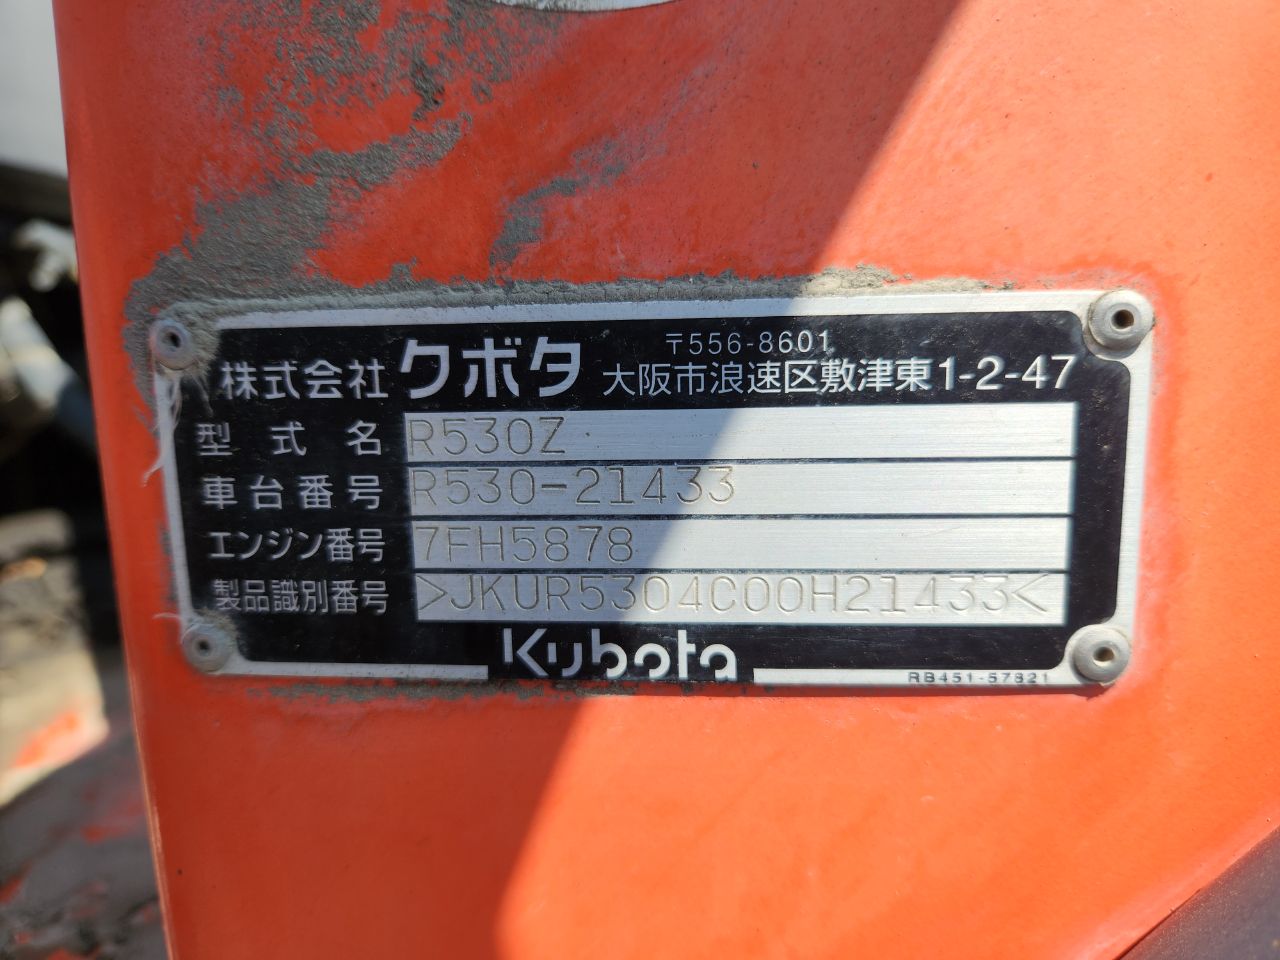 〒556-8601
株式会社 クボタ 大阪市浪速区敷津東1-2-47
型式名 R530Z
車台番号 R530-21433
エンジン番号 7FH5878
製品識別番号 >JKUR5304C00H21433<
Kubota
RB451-57821